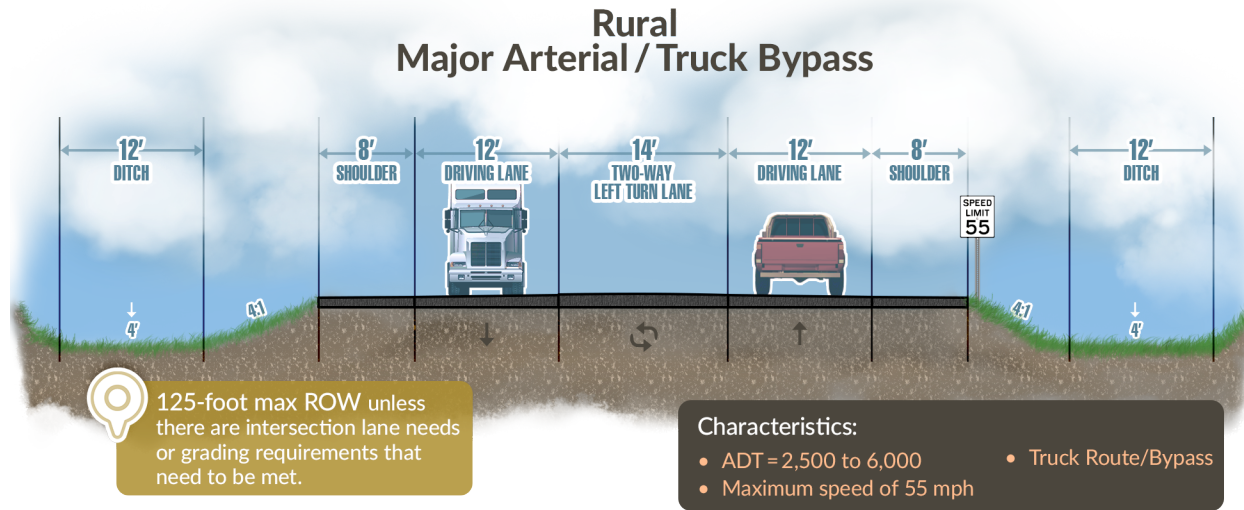 Rural
Major Arterial / Truck Bypass
12'
DITCH
8'
SHOULDER
12'
DRIVING LANE
14'
TWO-WAY
LEFT TURN LANE
12'
DRIVING LANE
8'
SHOULDER
12'
DITCH
SPEED
LIMIT
55
4'
4:1
4:1
4'
125-foot max ROW unless
there are intersection lane needs
or grading requirements that
need to be met.
Characteristics:
• ADT = 2,500 to 6,000
• Maximum speed of 55 mph
• Truck Route/Bypass